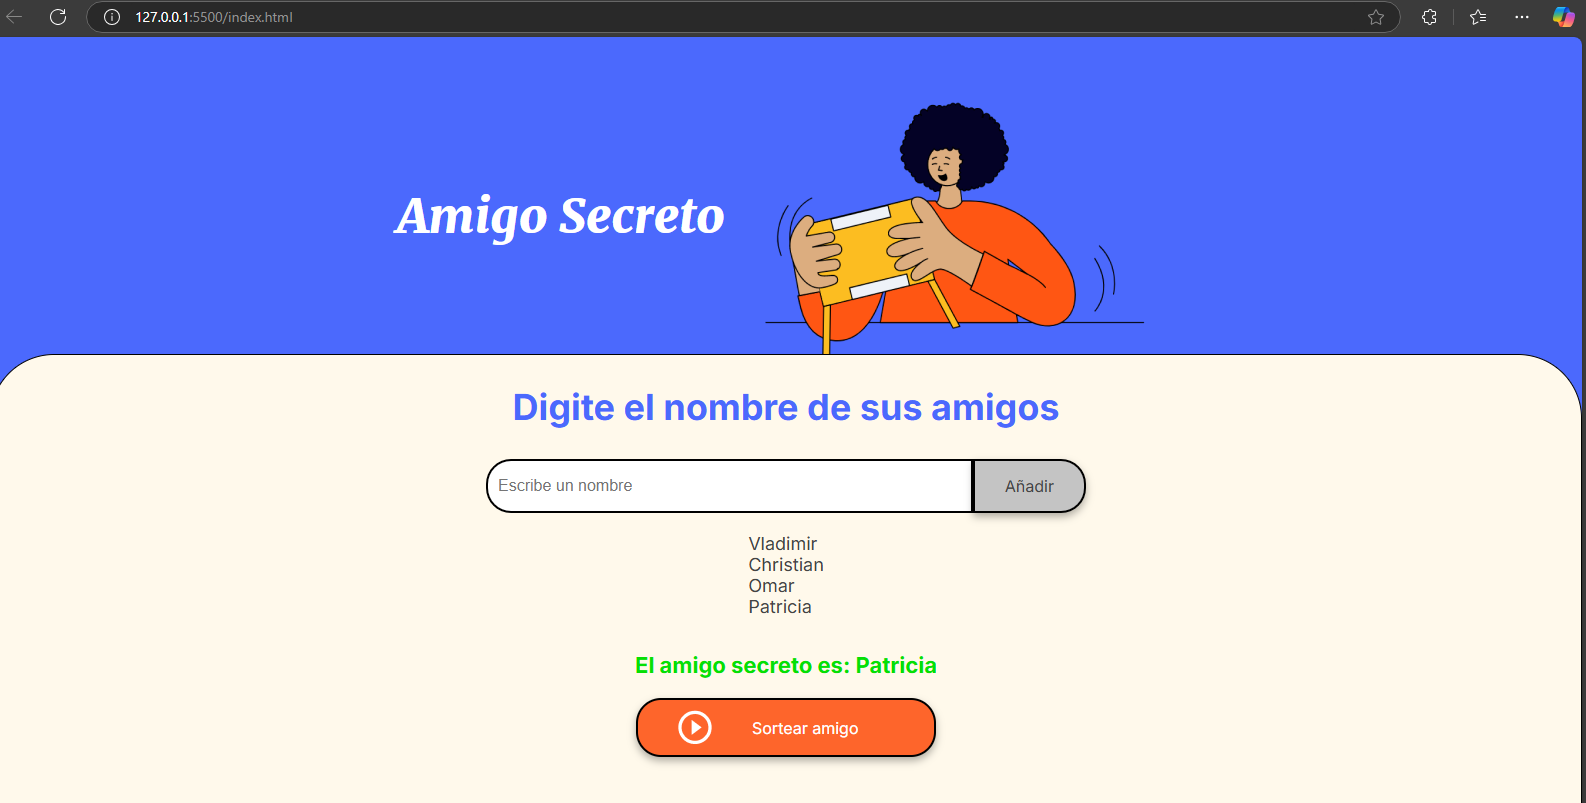 127.0.0.1:5500/index.html
Amigo Secreto
Digite el nombre de sus amigos
Escribe un nombre
Añadir
Vladimir
Christian
Omar
Patricia
El amigo secreto es: Patricia
Sortear amigo